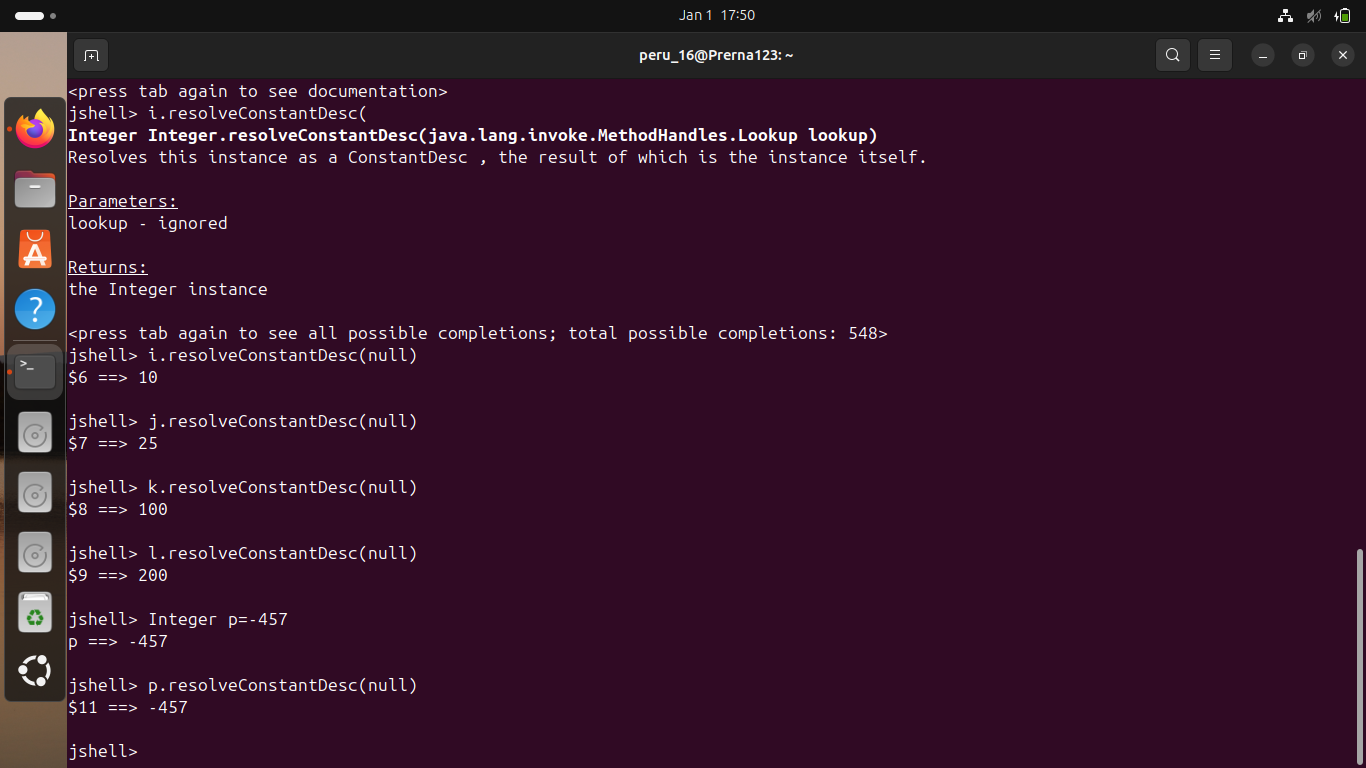 Jan 1 17:50
peru_16@Prerna123: ~
<press tab again to see documentation>
jshell> i.resolveConstantDesc(
Integer Integer.resolveConstantDesc(java.lang.invoke.MethodHandles.Lookup lookup)
Resolves this instance as a ConstantDesc , the result of which is the instance itself.
Parameters:
lookup - ignored
Returns:
the Integer instance
<press tab again to see all possible completions; total possible completions: 548>
jshell> i.resolveConstantDesc(null)
$6 ==> 10
jshell> j.resolveConstantDesc(null)
$7 ==> 25
jshell> k.resolveConstantDesc(null)
$8 ==> 100
jshell> l.resolveConstantDesc(null)
$9 ==> 200
jshell> Integer p=-457
p ==> -457
jshell> p.resolveConstantDesc(null)
$11 ==> -457
jshell>